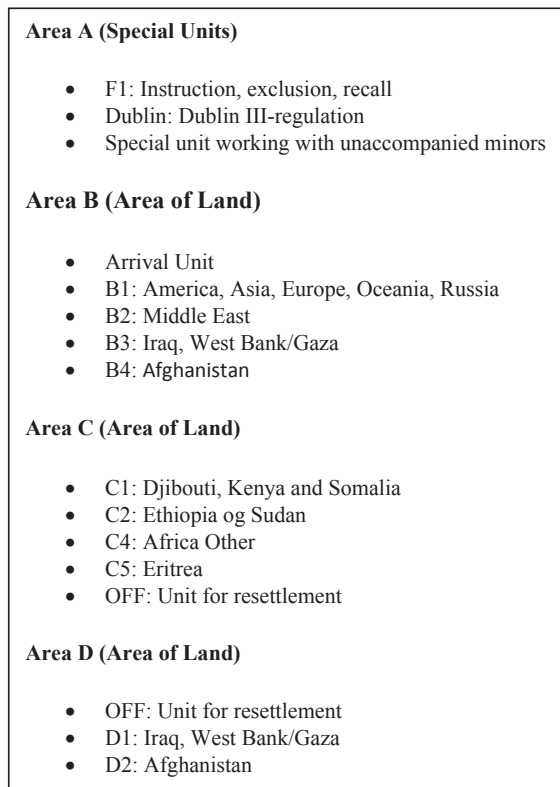 Area A (Special Units)
• F1: Instruction, exclusion, recall
• Dublin: Dublin III-regulation
• Special unit working with unaccompanied minors
Area B (Area of Land)
• Arrival Unit
• B1: America, Asia, Europe, Oceania, Russia
• B2: Middle East
• B3: Iraq, West Bank/Gaza
• B4: Afghanistan
Area C (Area of Land)
• C1: Djibouti, Kenya and Somalia
• C2: Ethiopia og Sudan
• C4: Africa Other
• C5: Eritrea
• OFF: Unit for resettlement
Area D (Area of Land)
• OFF: Unit for resettlement
• D1: Iraq, West Bank/Gaza
• D2: Afghanistan